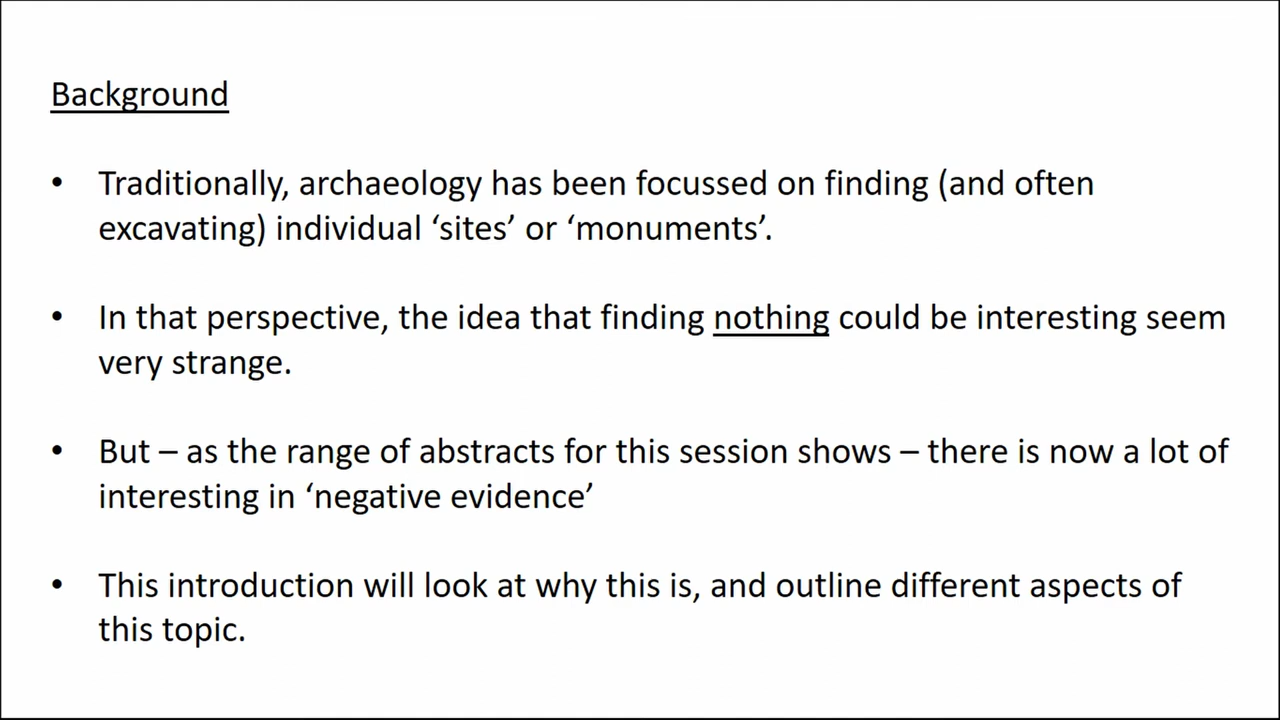 Background
• Traditionally, archaeology has been focussed on finding (and often
excavating) individual ‘sites’ or ‘monuments’.
• In that perspective, the idea that finding nothing could be interesting seem
very strange.
• But – as the range of abstracts for this session shows – there is now a lot of
interesting in ‘negative evidence’
• This introduction will look at why this is, and outline different aspects of
this topic.